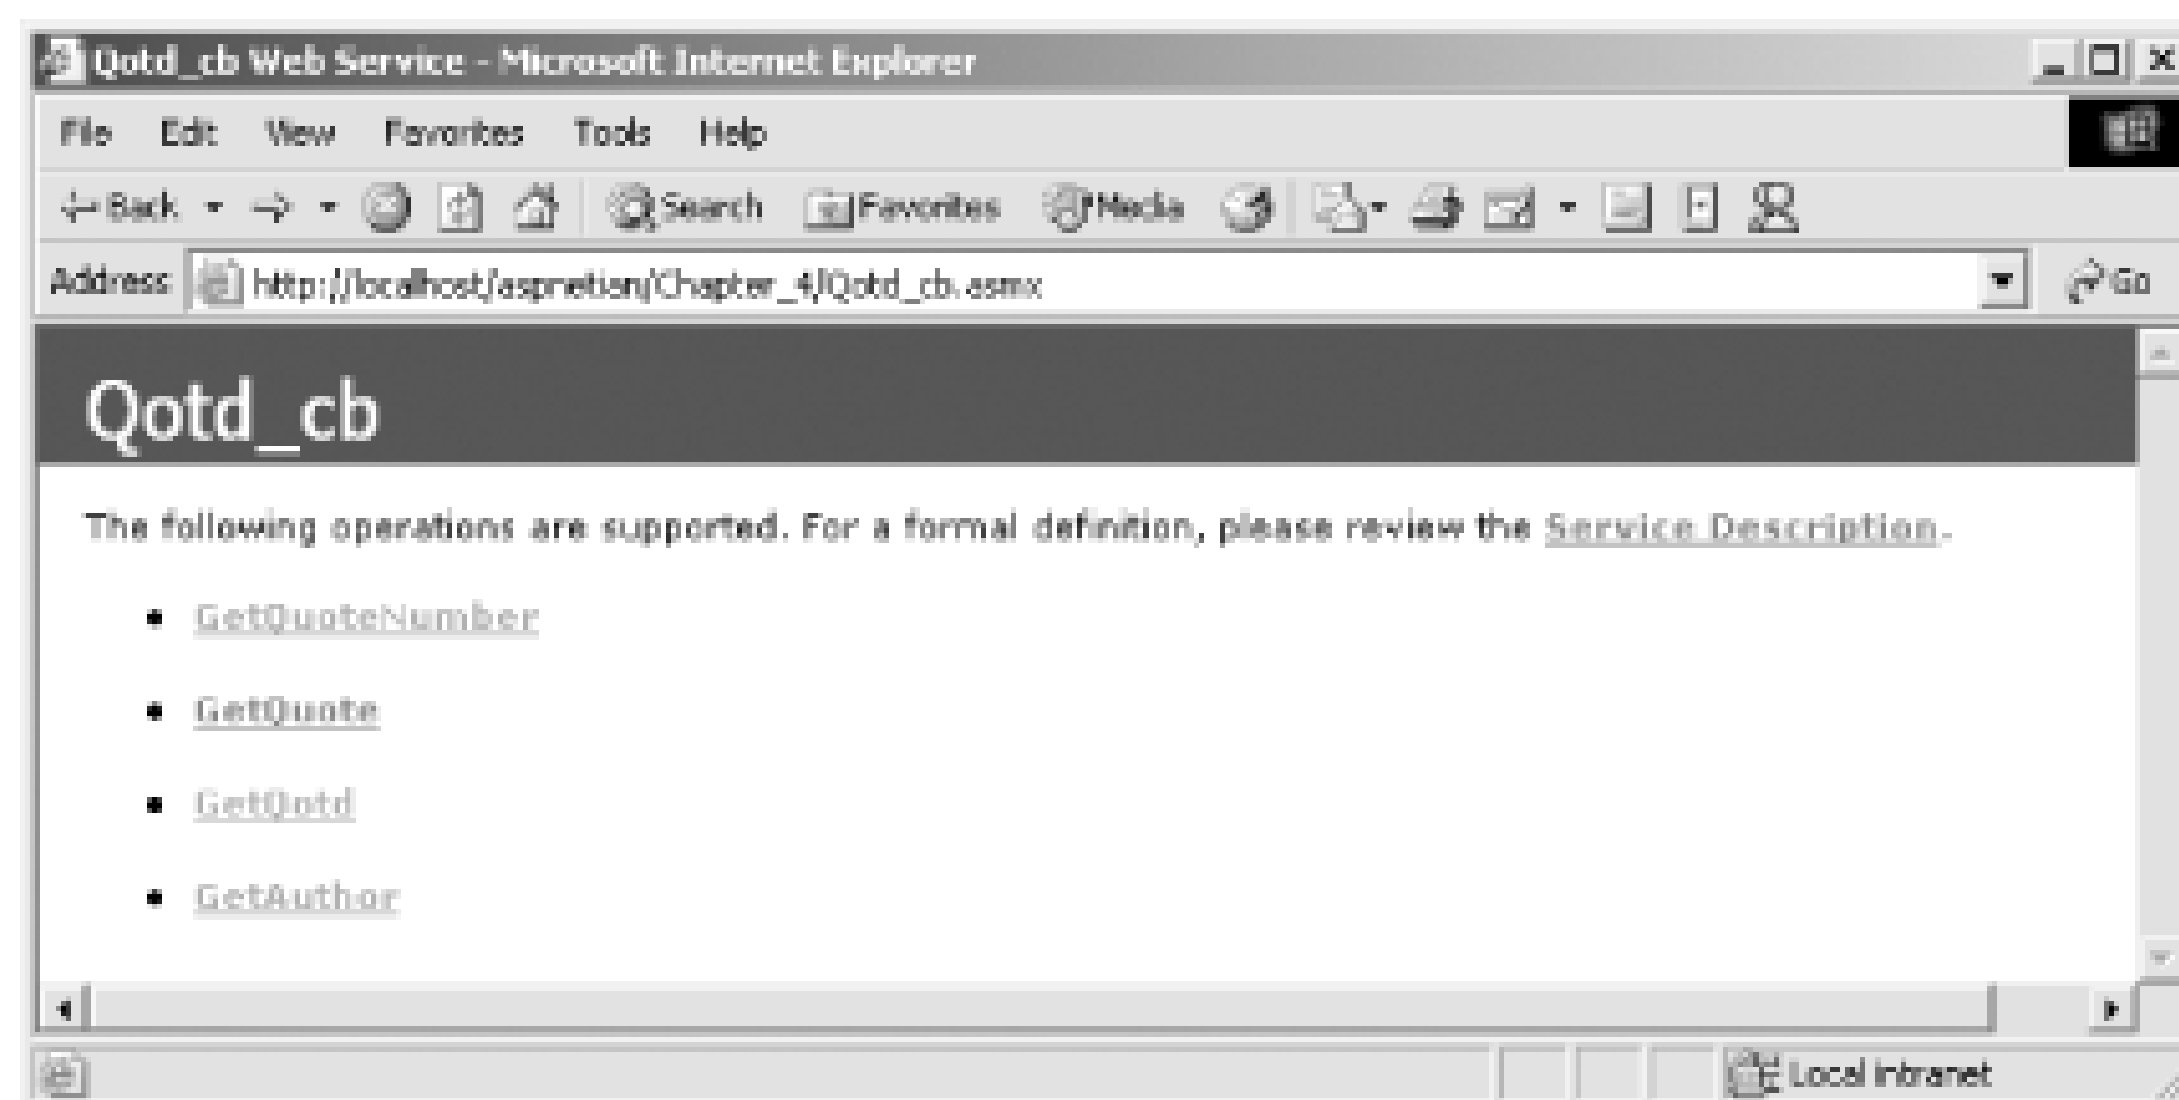 Qotd_cb Web Service - Microsoft Internet Explorer
File Edit View Favorites Tools Help
Back Search Favorites Media
Address http://localhost/aspnetian/Chapter_4/Qotd_cb.asmx Go
Qotd_cb
The following operations are supported. For a formal definition, please review the Service Description.
• GetQuoteNumber
• GetQuote
• GetQotd
• GetAuthor
Local intranet